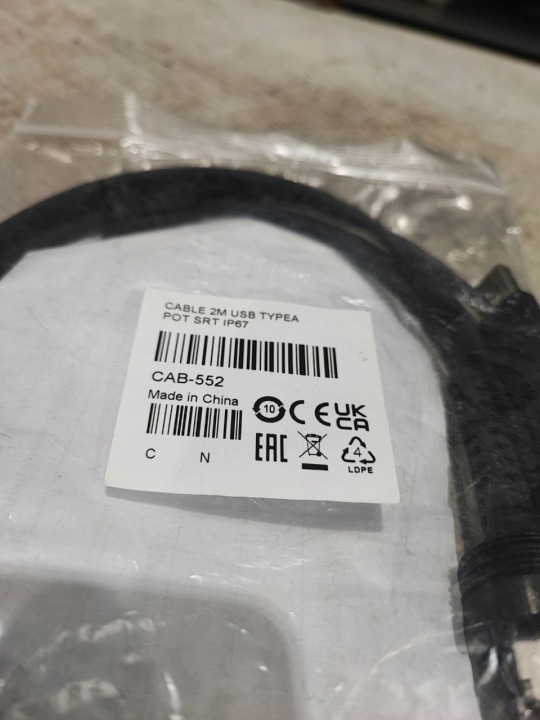 CABLE 2M USB TYPEA
POT SRT IP67
CAB-552
Made in China
10
CE
UK
CA
EAC
4
LDPE
C N